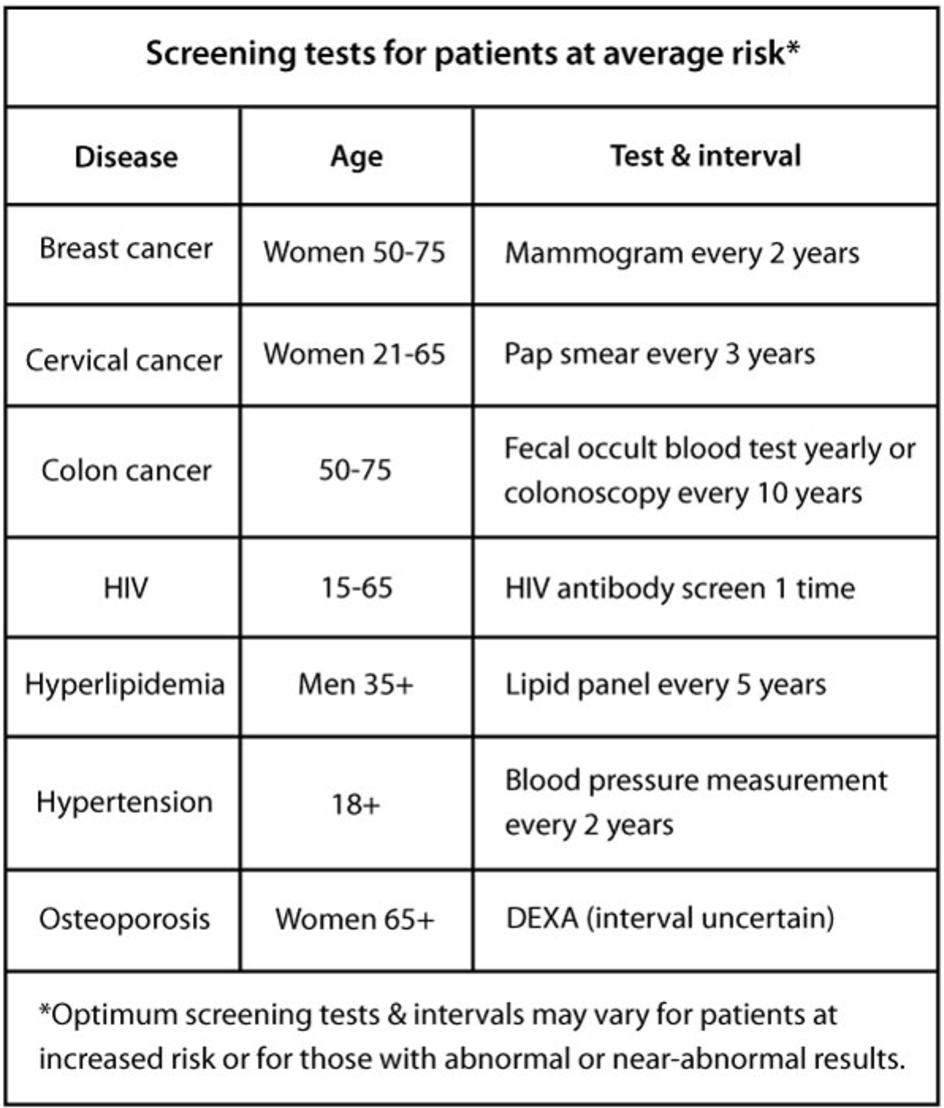 Screening tests for patients at average risk*
Disease Age Test & interval
Breast cancer Women 50-75 Mammogram every 2 years
Cervical cancer Women 21-65 Pap smear every 3 years
Colon cancer 50-75 Fecal occult blood test yearly or
colonoscopy every 10 years
HIV 15-65 HIV antibody screen 1 time
Hyperlipidemia Men 35+ Lipid panel every 5 years
Hypertension 18+ Blood pressure measurement
every 2 years
Osteoporosis Women 65+ DEXA (interval uncertain)
*Optimum screening tests & intervals may vary for patients at
increased risk or for those with abnormal or near-abnormal results.